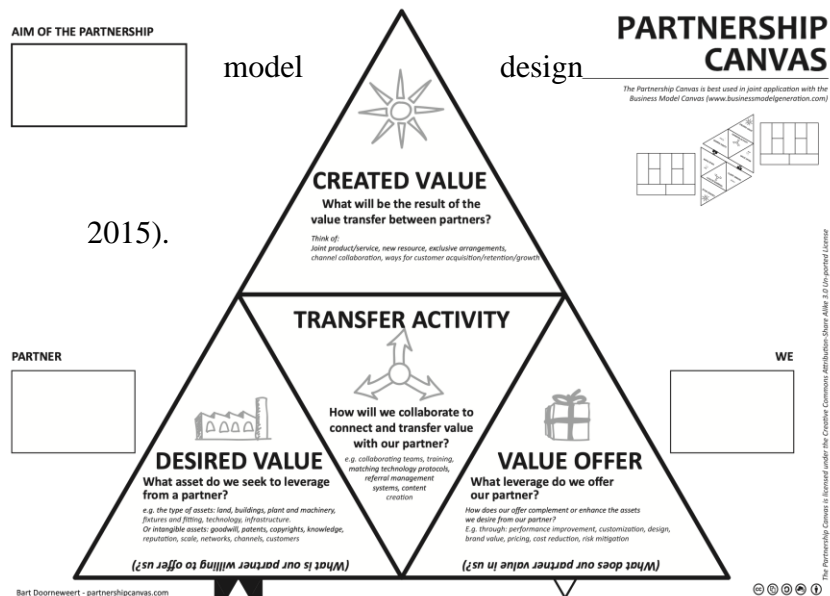 AIM OF THE PARTNERSHIP
model design
PARTNERSHIP
CANVAS
The Partnership Canvas is best used in joint application with the
Business Model Canvas (www.businessmodelgeneration.com)
2015).
CREATED VALUE
What will be the result of the
value transfer between partners?
Think of:
Joint product/service, new resource, exclusive arrangements,
channel collaboration, ways for customer acquisition/retention/growth
TRANSFER ACTIVITY
How will we collaborate to
connect and transfer value
with our partner?
e.g. collaborating teams, training,
matching technology protocols,
referral management
systems, content
creation
PARTNER
WE
DESIRED VALUE
What asset do we seek to leverage
from a partner?
e.g. the type of assets: land, buildings, plant and machinery,
fixtures and fitting, technology, infrastructure.
Or intangible assets: goodwill, patents, copyrights, knowledge,
reputation, scale, networks, channels, customers
(What is our partner willing to offer us?)
VALUE OFFER
What leverage do we offer
our partner?
How does our offer complement or enhance the assets
we desire from our partner?
E.g. through: performance improvement, customization, design,
brand value, pricing, cost reduction, risk mitigation
(What does our partner value in us?)
Bart Doorneweert - partnershipcanvas.com
The Partnership Canvas is licensed under the Creative Commons Attribution-Share Alike 3.0 Un-ported License